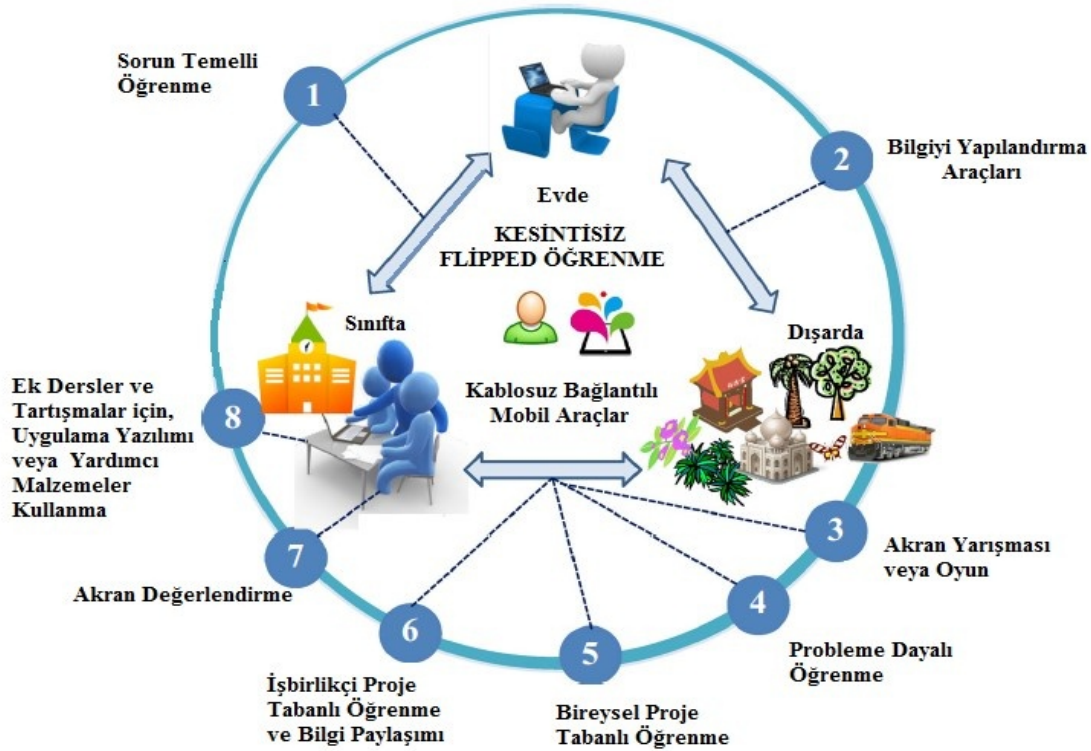 Sorun Temelli
Öğrenme
1
2
Bilgiyi Yapılandırma
Araçları
Evde
KESİNTİSİZ
FLİPPED ÖĞRENME
Sınıfta
Dışarda
Kablosuz Bağlantılı
Mobil Araçlar
Ek Dersler ve
Tartışmalar için,
Uygulama Yazılımı
veya Yardımcı
Malzemeler
Kullanma
8
3
Akran Yarışması
veya Oyun
7
Akran Değerlendirme
4
Probleme Dayalı
Öğrenme
6
İşbirlikçi Proje
Tabanlı Öğrenme
ve Bilgi Paylaşımı
5
Bireysel Proje
Tabanlı Öğrenme